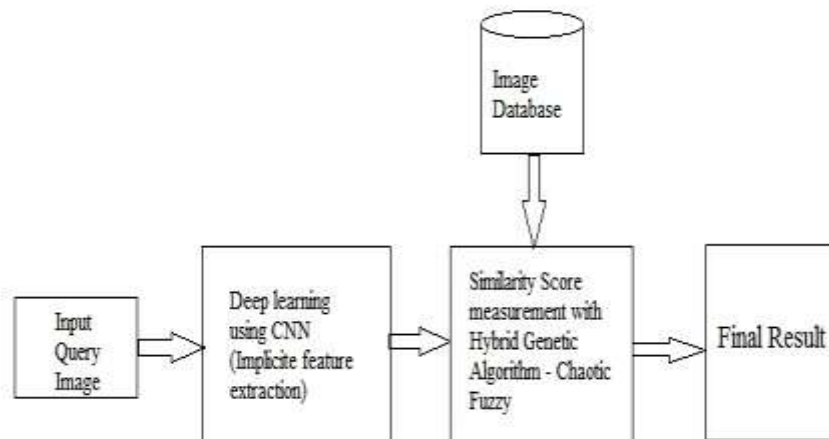 Image
Database
Input
Query
Image
Deep learning
using CNN
(Implicite feature
extraction)
Similarity Score
measurement with
Hybrid Genetic
Algorithm - Chaotic
Fuzzy
Final Result